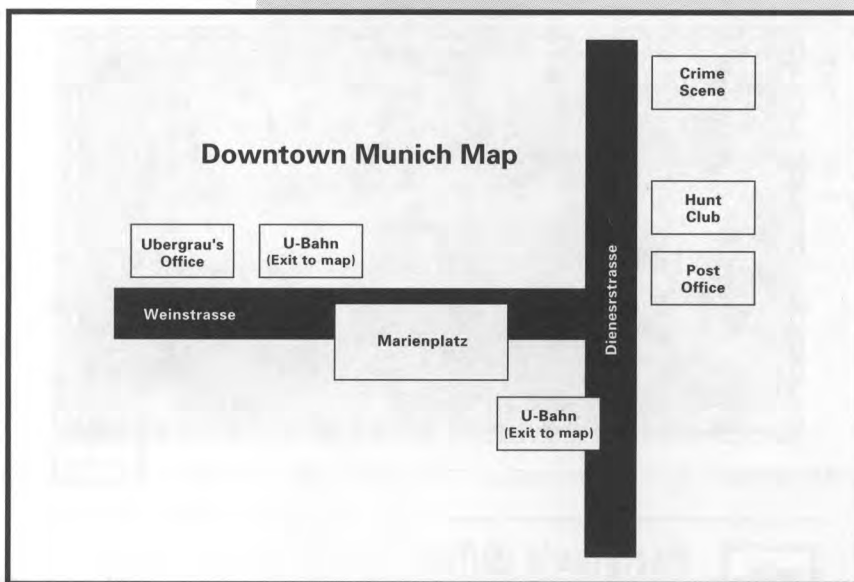 Crime
Scene
Downtown Munich Map
Hunt
Club
Ubergrau's
Office
U-Bahn
(Exit to map)
Post
Office
Weinstrasse
Dienesrstrasse
Marienplatz
U-Bahn
(Exit to map)